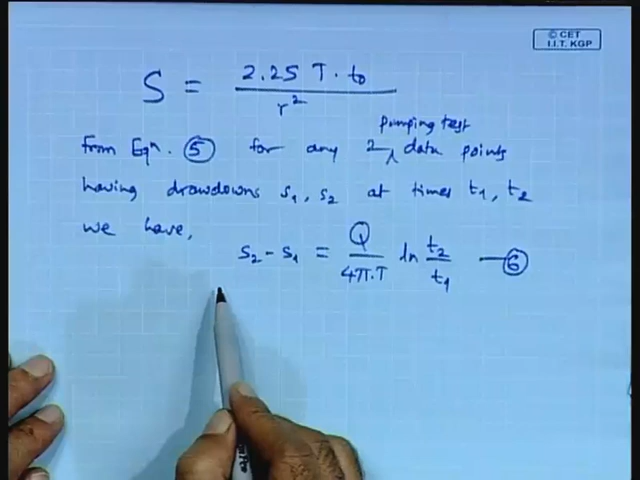 © CET
I.I.T. KGP
S = 2.25 T. t₀ / r²
pumping test
from Eqⁿ. ⑤ for any 2 ‸ data points
having drawdowns s₁, s₂ at times t₁, t₂
we have,
s₂ - s₁ = Q / 4π.T ln t₂ / t₁ — ⑥